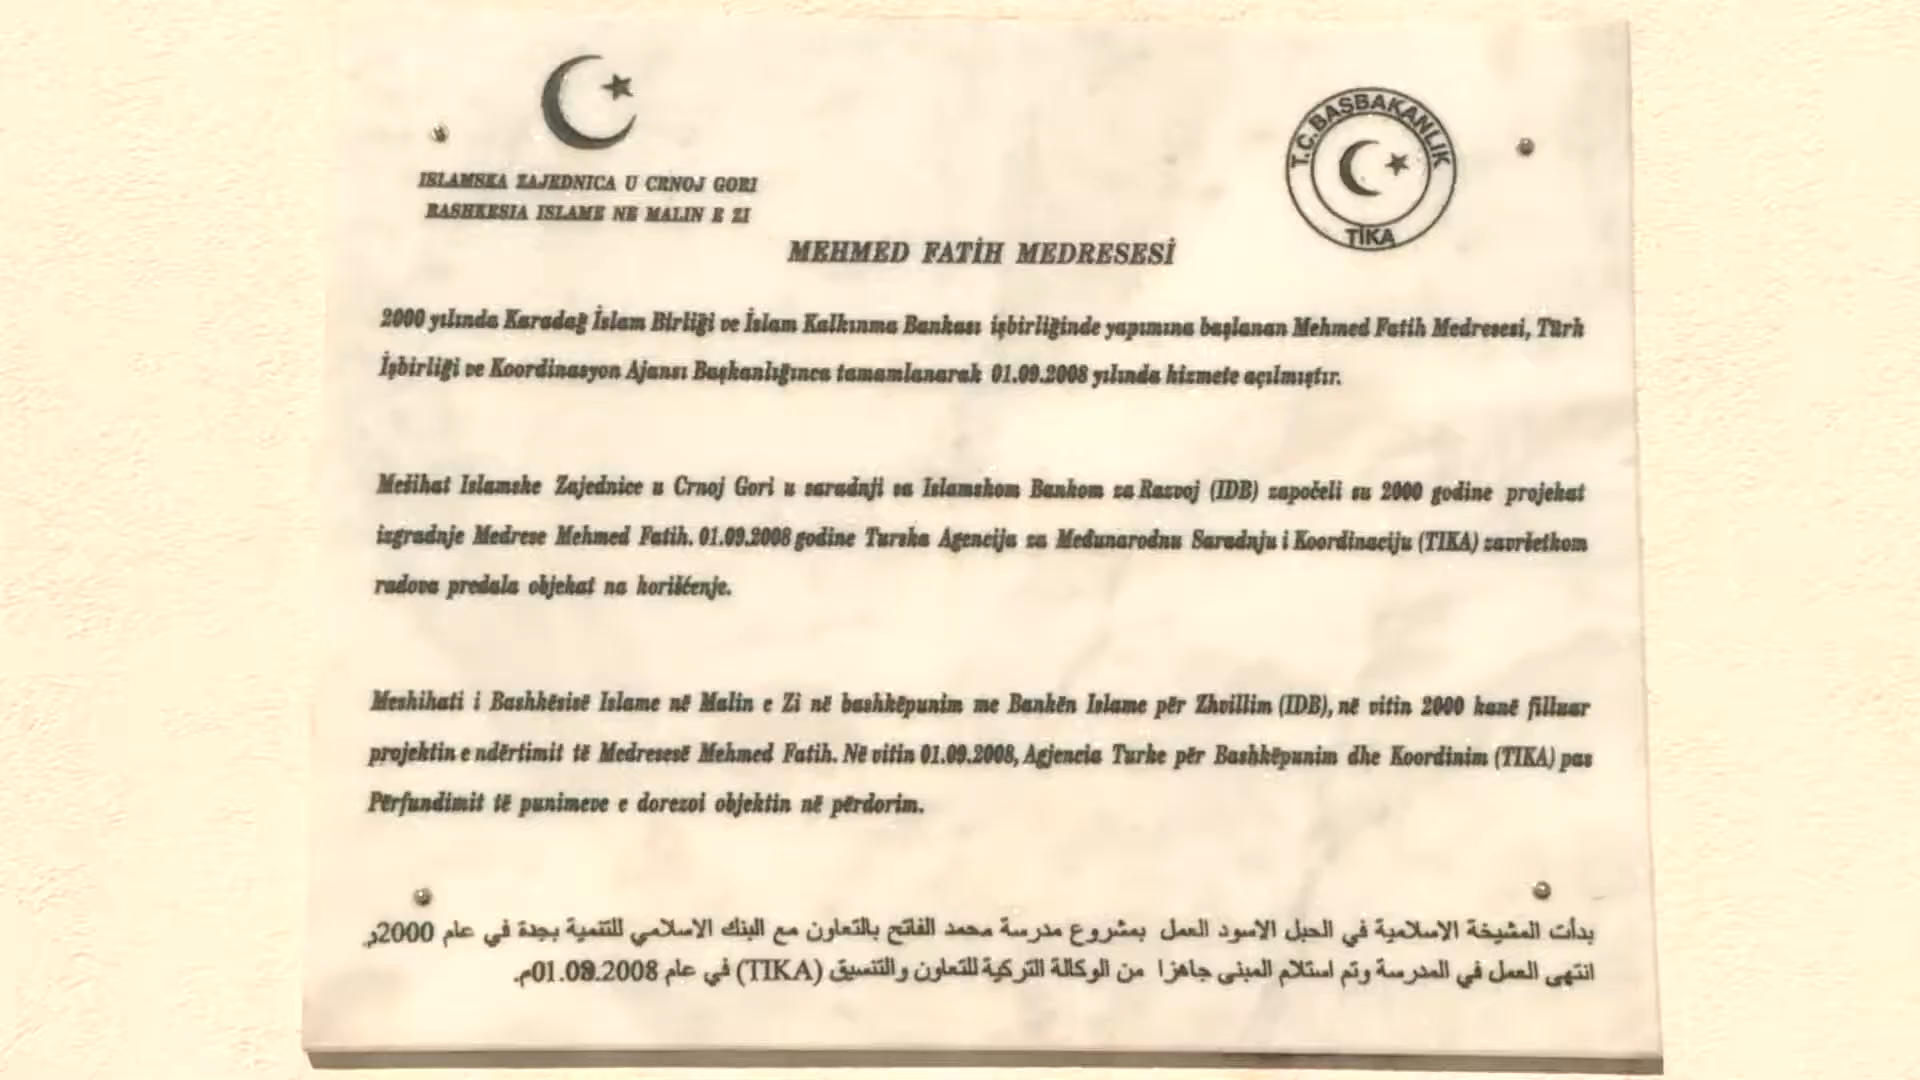 ISLAMSKA ZAJEDNICA U CRNOJ GORI
BASHKESIA ISLAME NE MALIN E ZI
T.C. BAŞBAKANLIK
TİKA
MEHMED FATİH MEDRESESİ
2000 yılında Karadağ İslam Birliği ve İslam Kalkınma Bankası işbirliğinde yapımına başlanan Mehmed Fatih Medresesi, Türk
İşbirliği ve Koordinasyon Ajansı Başkanlığınca tamamlanarak 01.09.2008 yılında hizmete açılmıştır.
Mešihat Islamske Zajednice u Crnoj Gori u saradnji sa Islamskom Bankom za Razvoj (IDB) započeli su 2000 godine projekat
izgradnje Medrese Mehmed Fatih. 01.09.2008 godine Turska Agencija za Međunarodnu Saradnju i Koordinaciju (TIKA) završetkom
radova predala objekat na korišćenje.
Meshihati i Bashkësisë Islame në Malin e Zi në bashkëpunim me Bankën Islame për Zhvillim (IDB), në vitin 2000 kanë filluar
projektin e ndërtimit të Medresesë Mehmed Fatih. Në vitin 01.09.2008, Agjencia Turke për Bashkëpunim dhe Koordinim (TIKA) pas
Përfundimit të punimeve e dorezoi objektin në përdorim.
بدأت المشيخة الاسلامية في الجبل الاسود العمل بمشروع مدرسة محمد الفاتح بالتعاون مع البنك الاسلامي للتنمية بجدة في عام 2000م,
انتهى العمل في المدرسة وتم استلام المبنى جاهزا من الوكالة التركية للتعاون والتنسيق (TIKA) في عام 01.09.2008م.